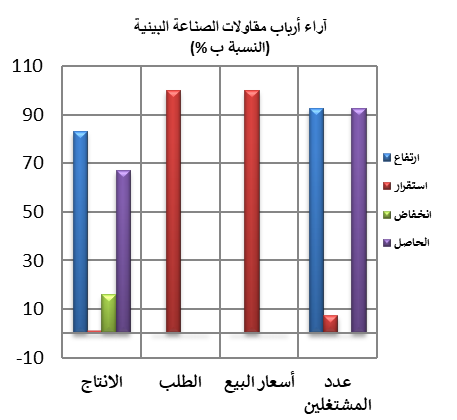 آراء أرباب مقاولات الصناعة البيئية
(النسبة ب %)
110
90
70
50
30
10
-10
الانتاج
الطلب
أسعار البيع
عدد
المشتغلين
ارتفاع
استقرار
انخفاض
الحاصل